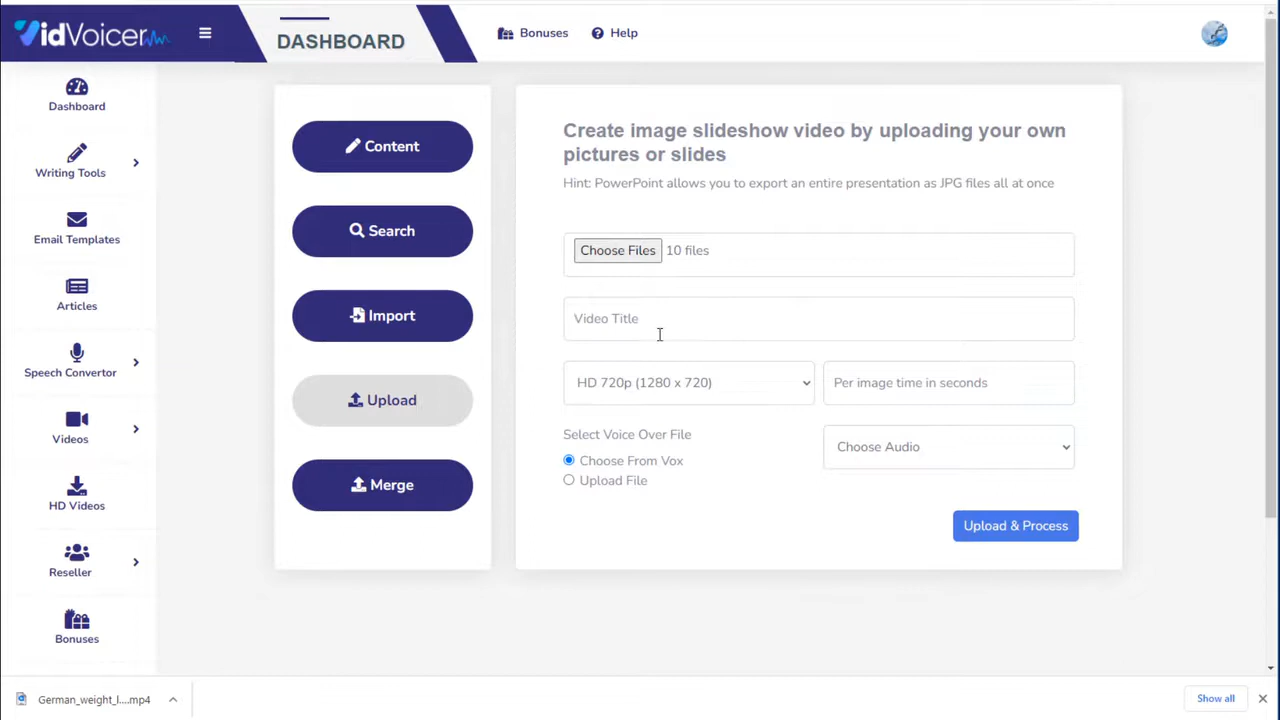 VidVoicer
DASHBOARD
Bonuses
Help
Dashboard
Writing Tools
Email Templates
Articles
Speech Convertor
Videos
HD Videos
Reseller
Bonuses
Content
Search
Import
Upload
Merge
Create image slideshow video by uploading your own
pictures or slides
Hint: PowerPoint allows you to export an entire presentation as JPG files all at once
Choose Files 10 files
Video Title
HD 720p (1280 x 720)
Per image time in seconds
Select Voice Over File
Choose From Vox
Upload File
Choose Audio
Upload & Process
German_weight_l....mp4
Show all